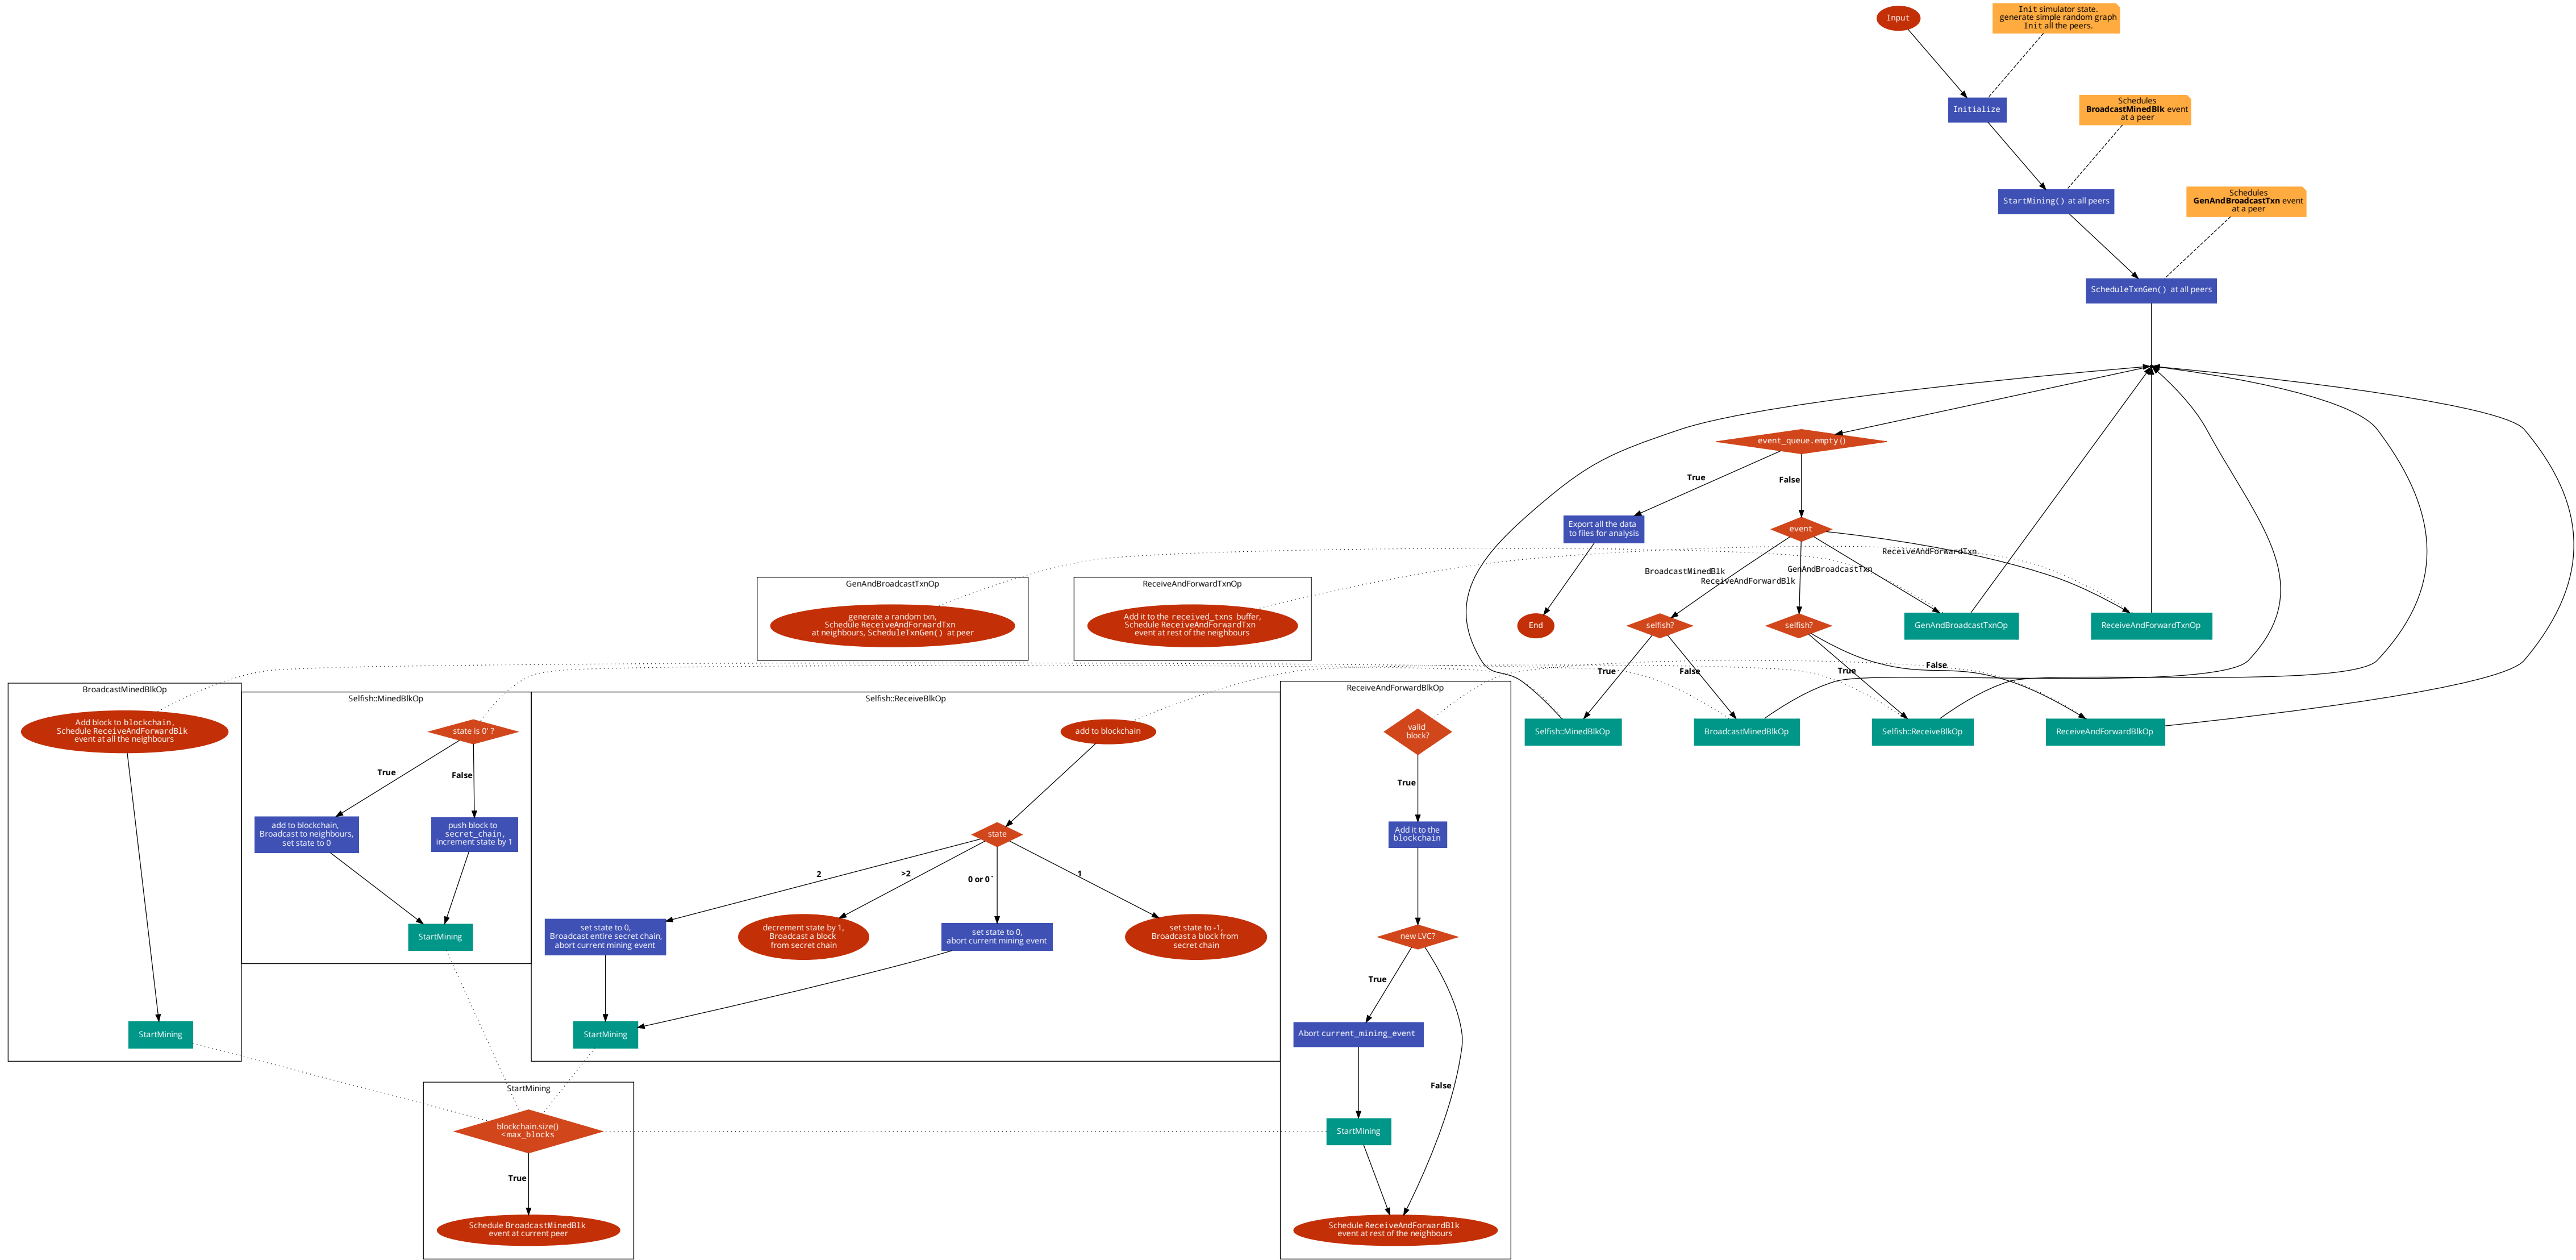 Input
Init simulator state.
generate simple random graph
Init all the peers.
Initialize
Schedules
BroadcastMinedBlk event
at a peer
StartMining() at all peers
Schedules
GenAndBroadcastTxn event
at a peer
ScheduleTxnGen() at all peers
event_queue.empty()
True
False
Export all the data
to files for analysis
event
ReceiveAndForwardTxn
BroadcastMinedBlk
GenAndBroadcastTxn
ReceiveAndForwardBlk
GenAndBroadcastTxnOp
generate a random txn,
Schedule ReceiveAndForwardTxn
at neighbours, ScheduleTxnGen() at peer
ReceiveAndForwardTxnOp
Add it to the received_txns buffer,
Schedule ReceiveAndForwardTxn
event at rest of the neighbours
End
selfish?
selfish?
GenAndBroadcastTxnOp
ReceiveAndForwardTxnOp
True
False
True
False
Selfish::MinedBlkOp
BroadcastMinedBlkOp
Selfish::ReceiveBlkOp
ReceiveAndForwardBlkOp
BroadcastMinedBlkOp
Add block to blockchain,
Schedule ReceiveAndForwardBlk
event at all the neighbours
StartMining
Selfish::MinedBlkOp
state is 0' ?
True
False
add to blockchain,
Broadcast to neighbours,
set state to 0
push block to
secret_chain,
increment state by 1
StartMining
Selfish::ReceiveBlkOp
add to blockchain
state
2
>2
0 or 0`
1
set state to 0,
Broadcast entire secret chain,
abort current mining event
decrement state by 1,
Broadcast a block
from secret chain
set state to 0,
abort current mining event
set state to -1,
Broadcast a block from
secret chain
StartMining
ReceiveAndForwardBlkOp
valid
block?
True
Add it to the
blockchain
new LVC?
True
False
Abort current_mining_event
StartMining
Schedule ReceiveAndForwardBlk
event at rest of the neighbours
StartMining
blockchain.size()
< max_blocks
True
Schedule BroadcastMinedBlk
event at current peer